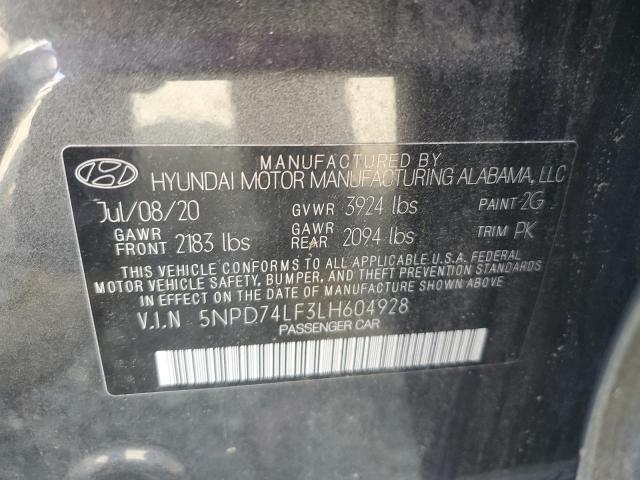 MANUFACTURED BY
HYUNDAI MOTOR MANUFACTURING ALABAMA, LLC
Jul/08/20 GVWR 3924 lbs PAINT 2G
GAWR FRONT 2183 lbs GAWR REAR 2094 lbs TRIM PK
THIS VEHICLE CONFORMS TO ALL APPLICABLE U.S.A. FEDERAL
MOTOR VEHICLE SAFETY, BUMPER, AND THEFT PREVENTION STANDARDS
IN EFFECT ON THE DATE OF MANUFACTURE SHOWN ABOVE.
V.I.N 5NPD74LF3LH604928
PASSENGER CAR